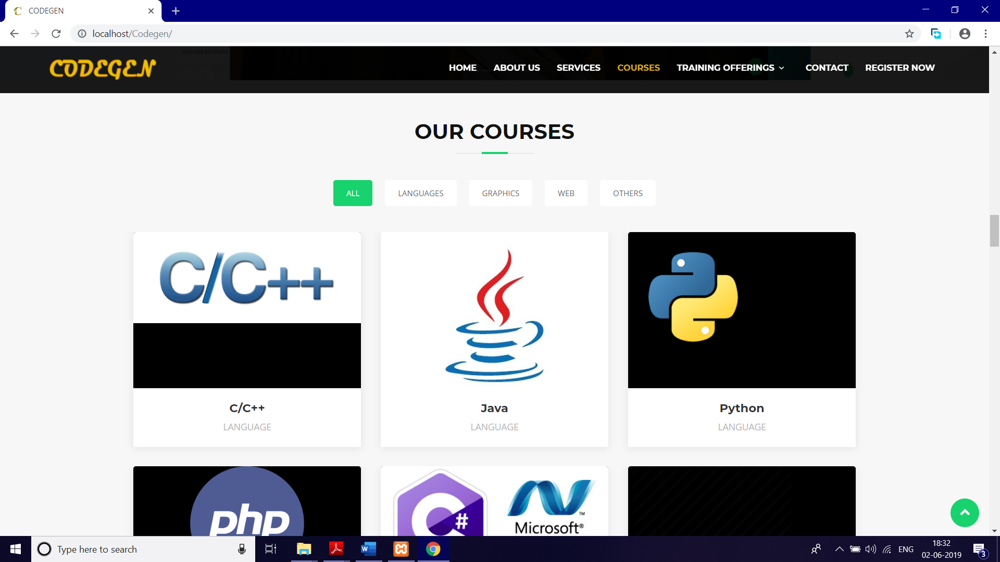 CODEGEN
localhost/Codegen/
CODEGEN
HOME ABOUT US SERVICES COURSES TRAINING OFFERINGS CONTACT REGISTER NOW
OUR COURSES
ALL LANGUAGES GRAPHICS WEB OTHERS
C/C++
C/C++
LANGUAGE
Java
LANGUAGE
Python
LANGUAGE
php
C#
Microsoft®
Type here to search
ENG
18:32
02-06-2019
3